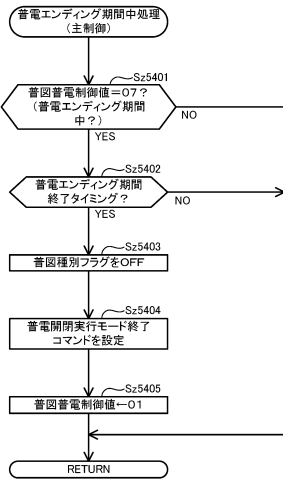 普電エンディング期間中処理
(主制御)
Sz5401
普図普電制御値=07?
(普電エンディング期間
中?)
NO
YES
Sz5402
普電エンディング期間
終了タイミング?
NO
YES
Sz5403
普図種別フラグをOFF
Sz5404
普電開閉実行モード終了
コマンドを設定
Sz5405
普図普電制御値←01
RETURN